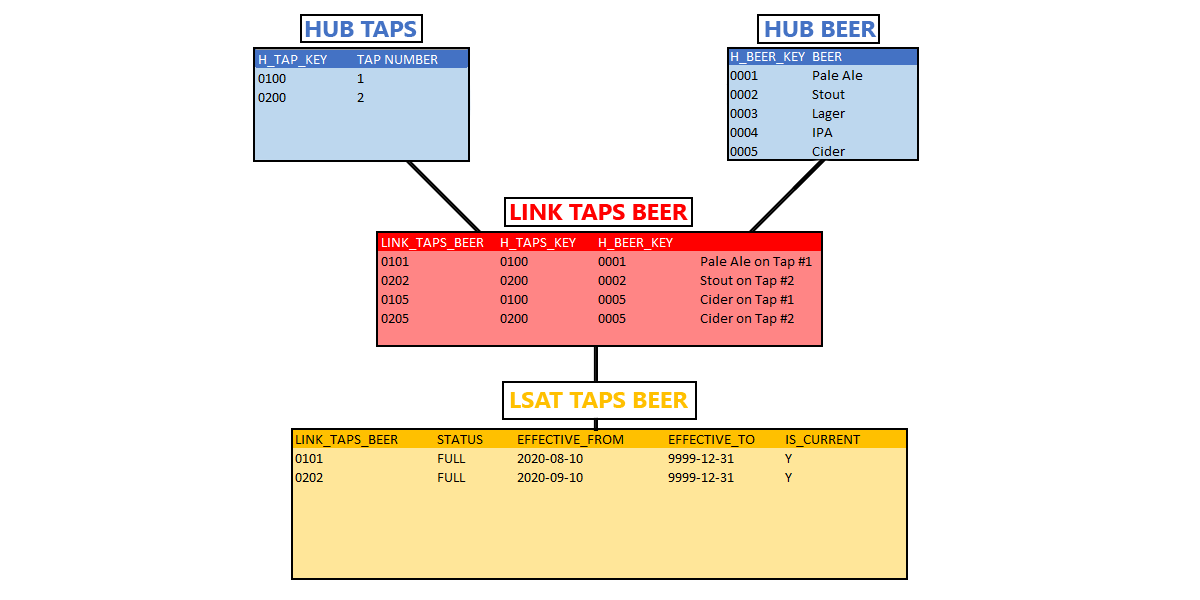 HUB TAPS
H_TAP_KEY TAP NUMBER
0100 1
0200 2
HUB BEER
H_BEER_KEY BEER
0001 Pale Ale
0002 Stout
0003 Lager
0004 IPA
0005 Cider
LINK TAPS BEER
LINK_TAPS_BEER H_TAPS_KEY H_BEER_KEY
0101 0100 0001 Pale Ale on Tap #1
0202 0200 0002 Stout on Tap #2
0105 0100 0005 Cider on Tap #1
0205 0200 0005 Cider on Tap #2
LSAT TAPS BEER
LINK_TAPS_BEER STATUS EFFECTIVE_FROM EFFECTIVE_TO IS_CURRENT
0101 FULL 2020-08-10 9999-12-31 Y
0202 FULL 2020-09-10 9999-12-31 Y